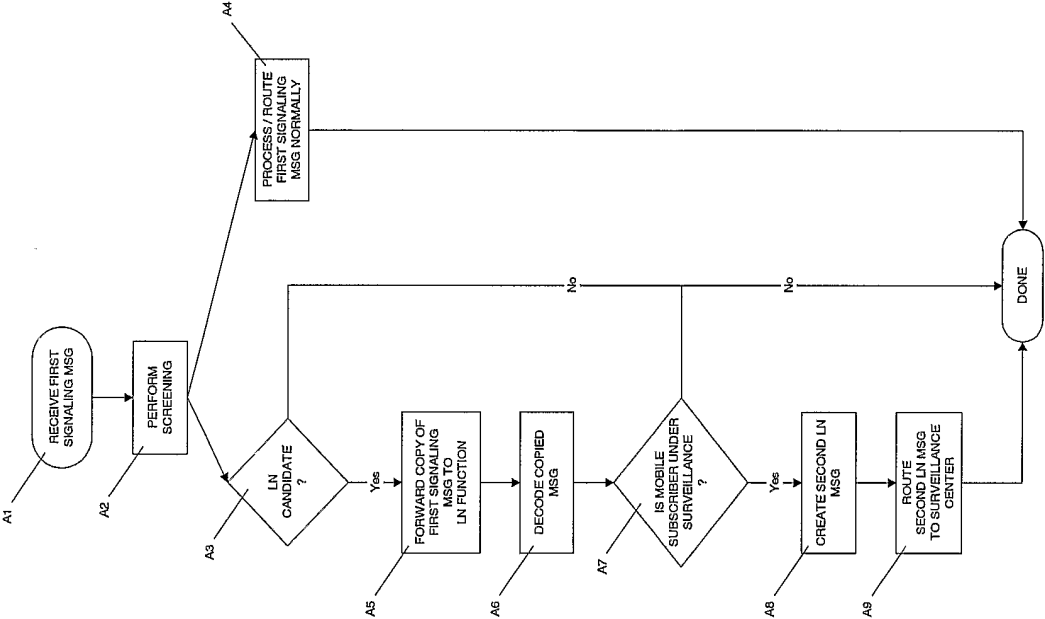 A1
RECEIVE FIRST
SIGNALING MSG
A2
PERFORM
SCREENING
A3
LN
CANDIDATE
?
A4
PROCESS / ROUTE
FIRST SIGNALING
MSG NORMALLY
No
Yes
A5
FORWARD COPY OF
FIRST SIGNALING
MSG TO
LN FUNCTION
A6
DECODE COPIED
MSG
A7
IS MOBILE
SUBSCRIBER UNDER
SURVEILLANCE
?
No
Yes
A8
CREATE SECOND LN
MSG
A9
ROUTE
SECOND LN MSG
TO SURVEILLANCE
CENTER
DONE